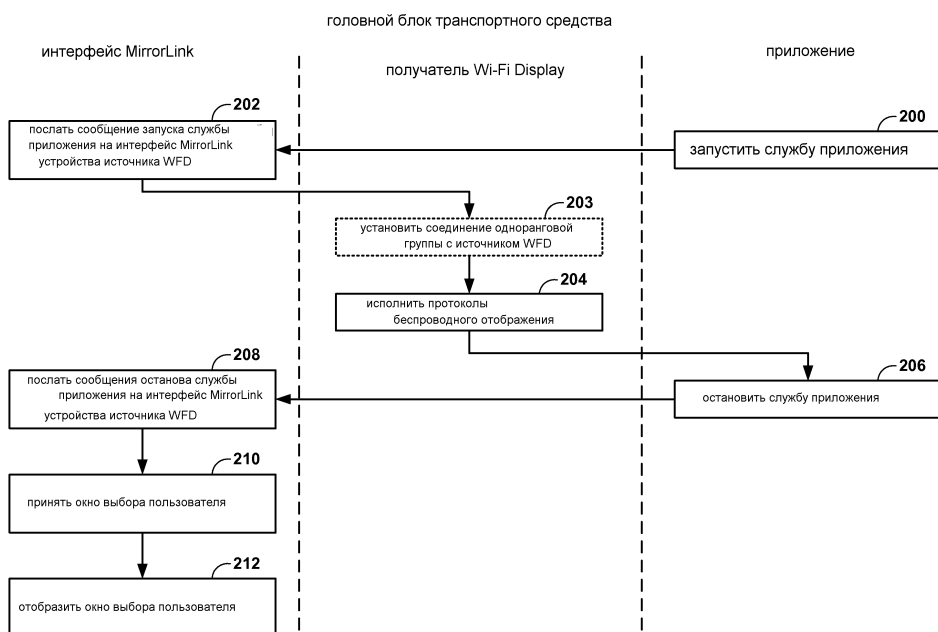 головной блок транспортного средства
интерфейс MirrorLink
получатель Wi-Fi Display
приложение
202
послать сообщение запуска службы
приложения на интерфейс MirrorLink
устройства источника WFD
200
запустить службу приложения
203
установить соединение одноранговой
группы с источником WFD
204
исполнить протоколы
беспроводного отображения
208
послать сообщения останова службы
приложения на интерфейс MirrorLink
устройства источника WFD
206
остановить службу приложения
210
принять окно выбора пользователя
212
отобразить окно выбора пользователя